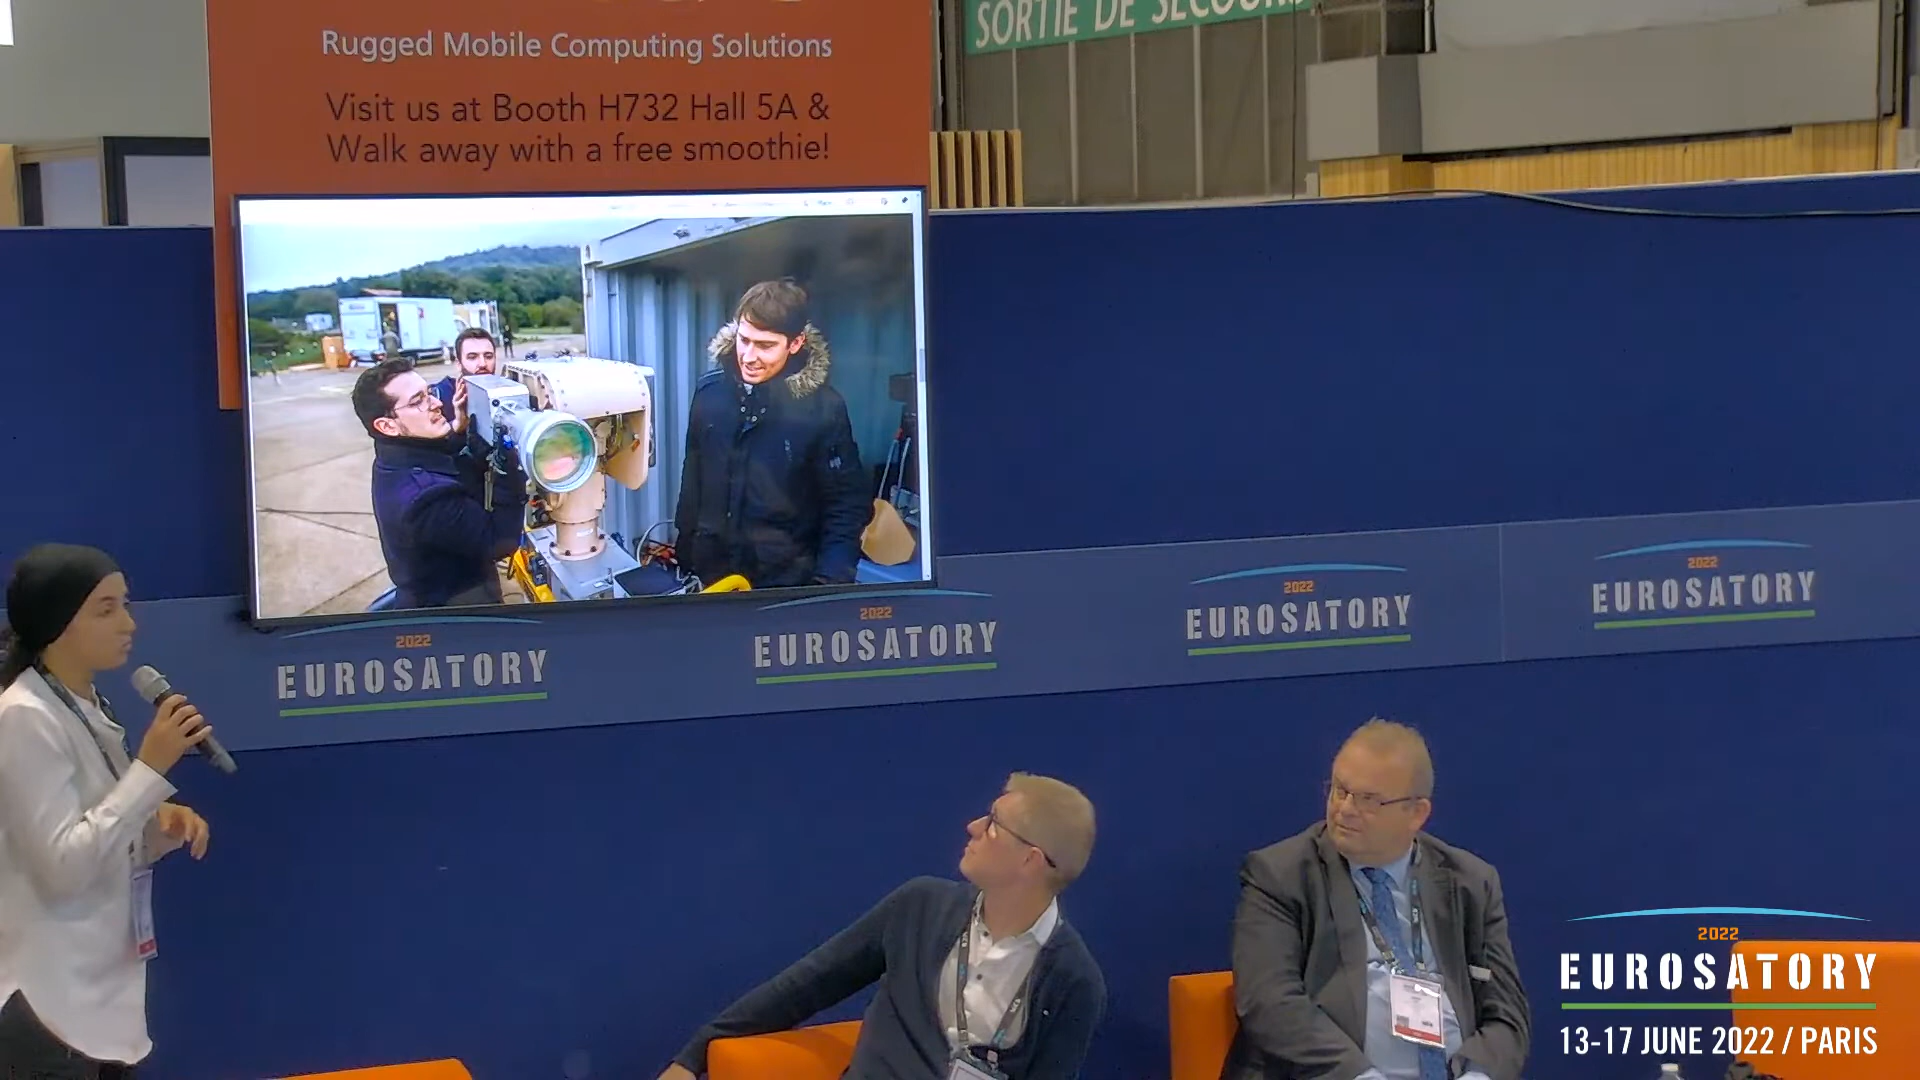 SORTIE DE SECOURS
Rugged Mobile Computing Solutions
Visit us at Booth H732 Hall 5A &
Walk away with a free smoothie!
2022
EUROSATORY
2022
EUROSATORY
2022
EUROSATORY
2022
EUROSATORY
2022
EUROSATORY
13-17 JUNE 2022 / PARIS